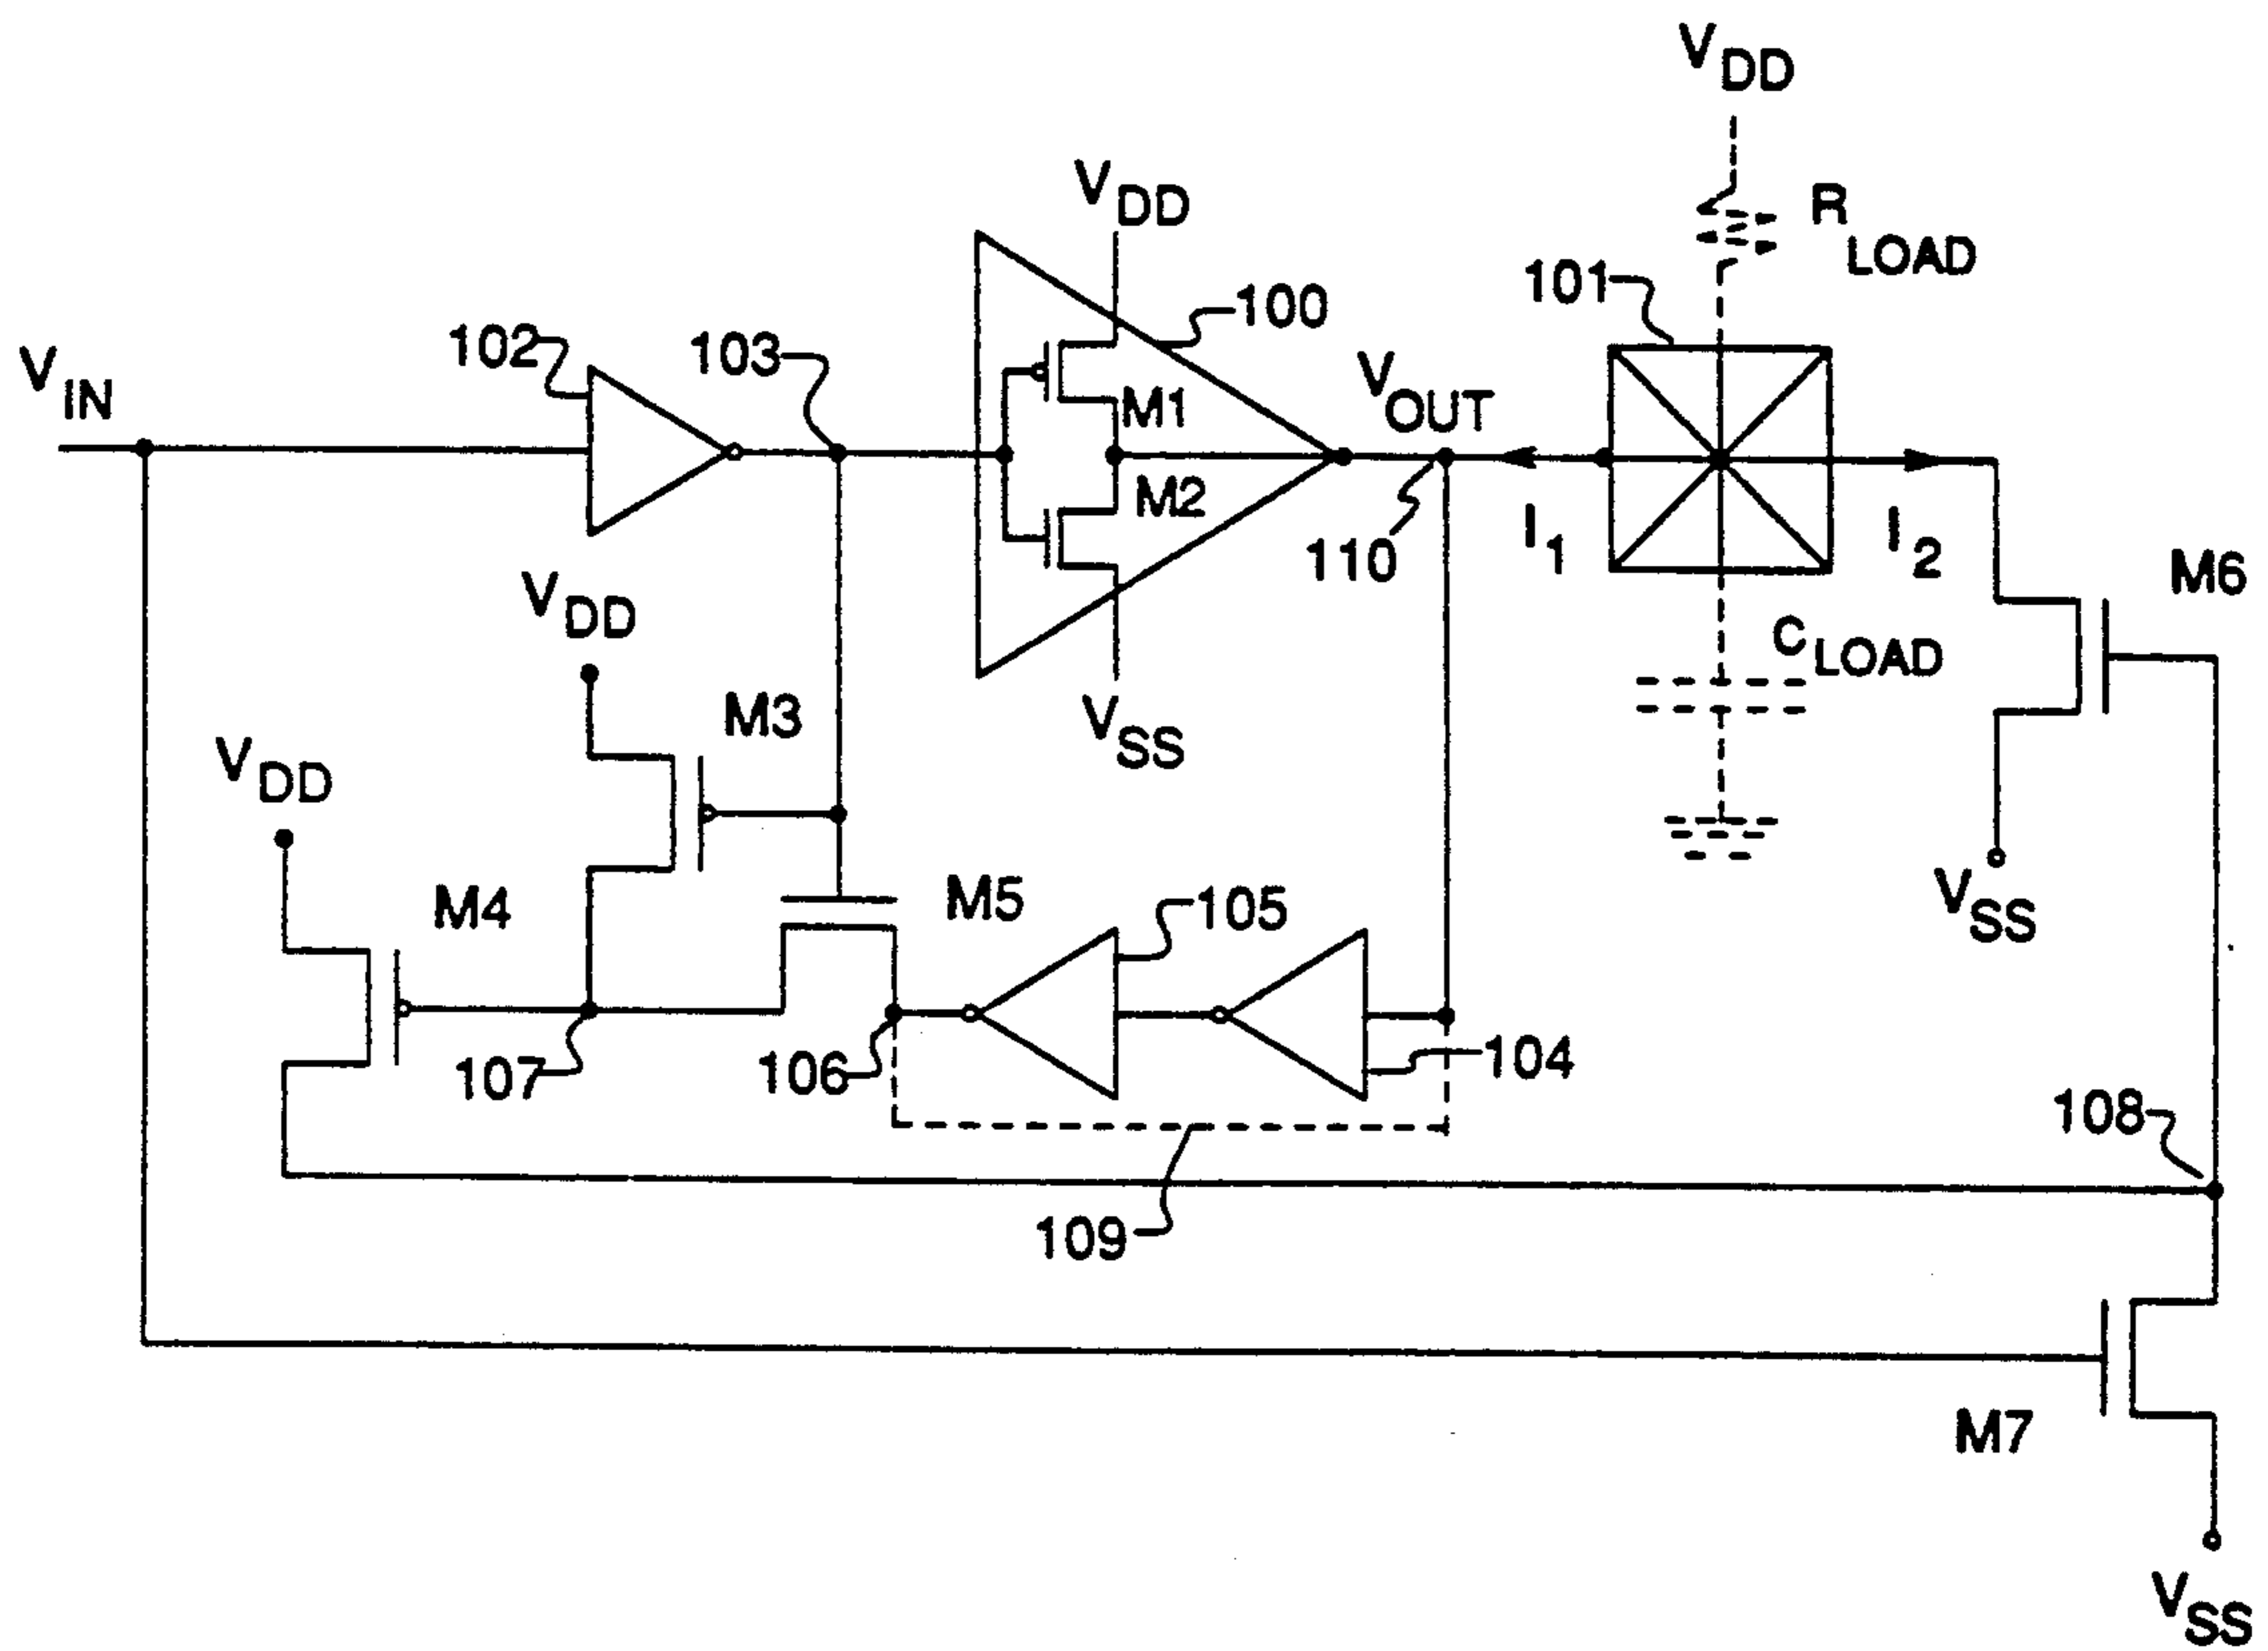 VDD
RLOAD
VDD
101
100
102
103
VIN
VOUT
M1
M2
110
I1
I2
M6
VDD
CLOAD
M3
VSS
VDD
VSS
M4
M5
105
107
106
104
108
109
M7
VSS